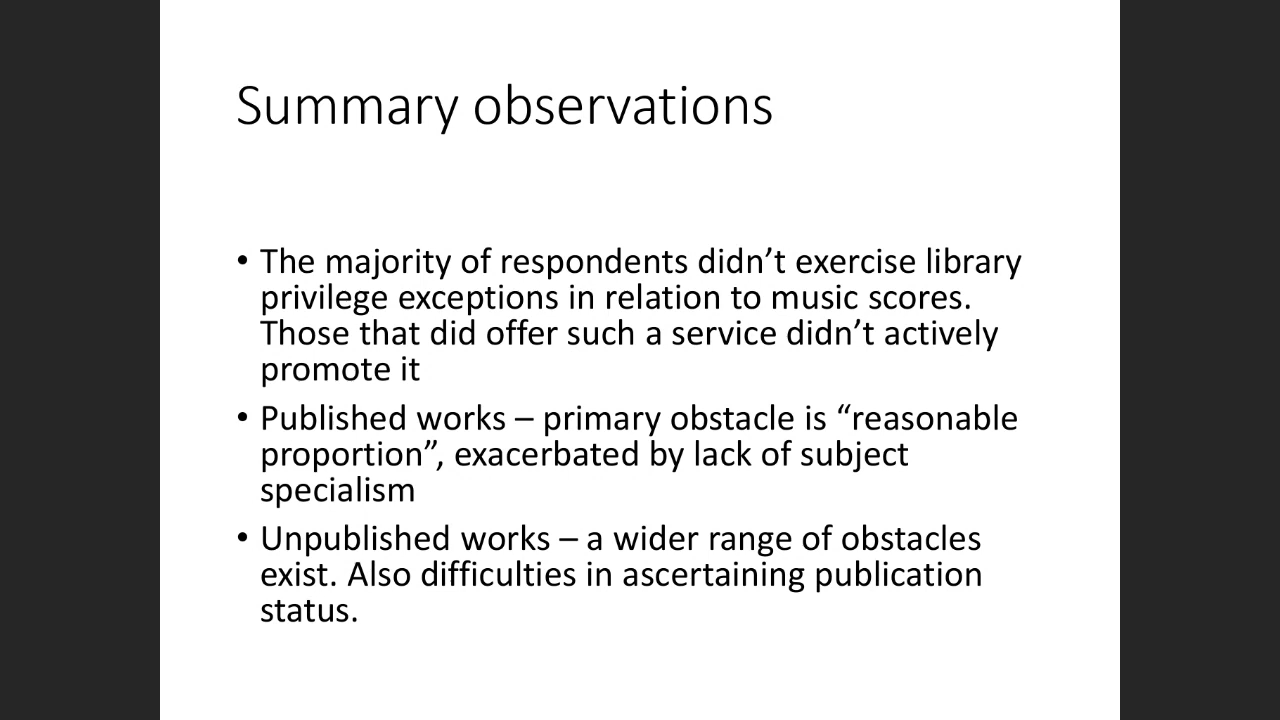 Summary observations
• The majority of respondents didn’t exercise library
privilege exceptions in relation to music scores.
Those that did offer such a service didn’t actively
promote it
• Published works – primary obstacle is “reasonable
proportion”, exacerbated by lack of subject
specialism
• Unpublished works – a wider range of obstacles
exist. Also difficulties in ascertaining publication
status.